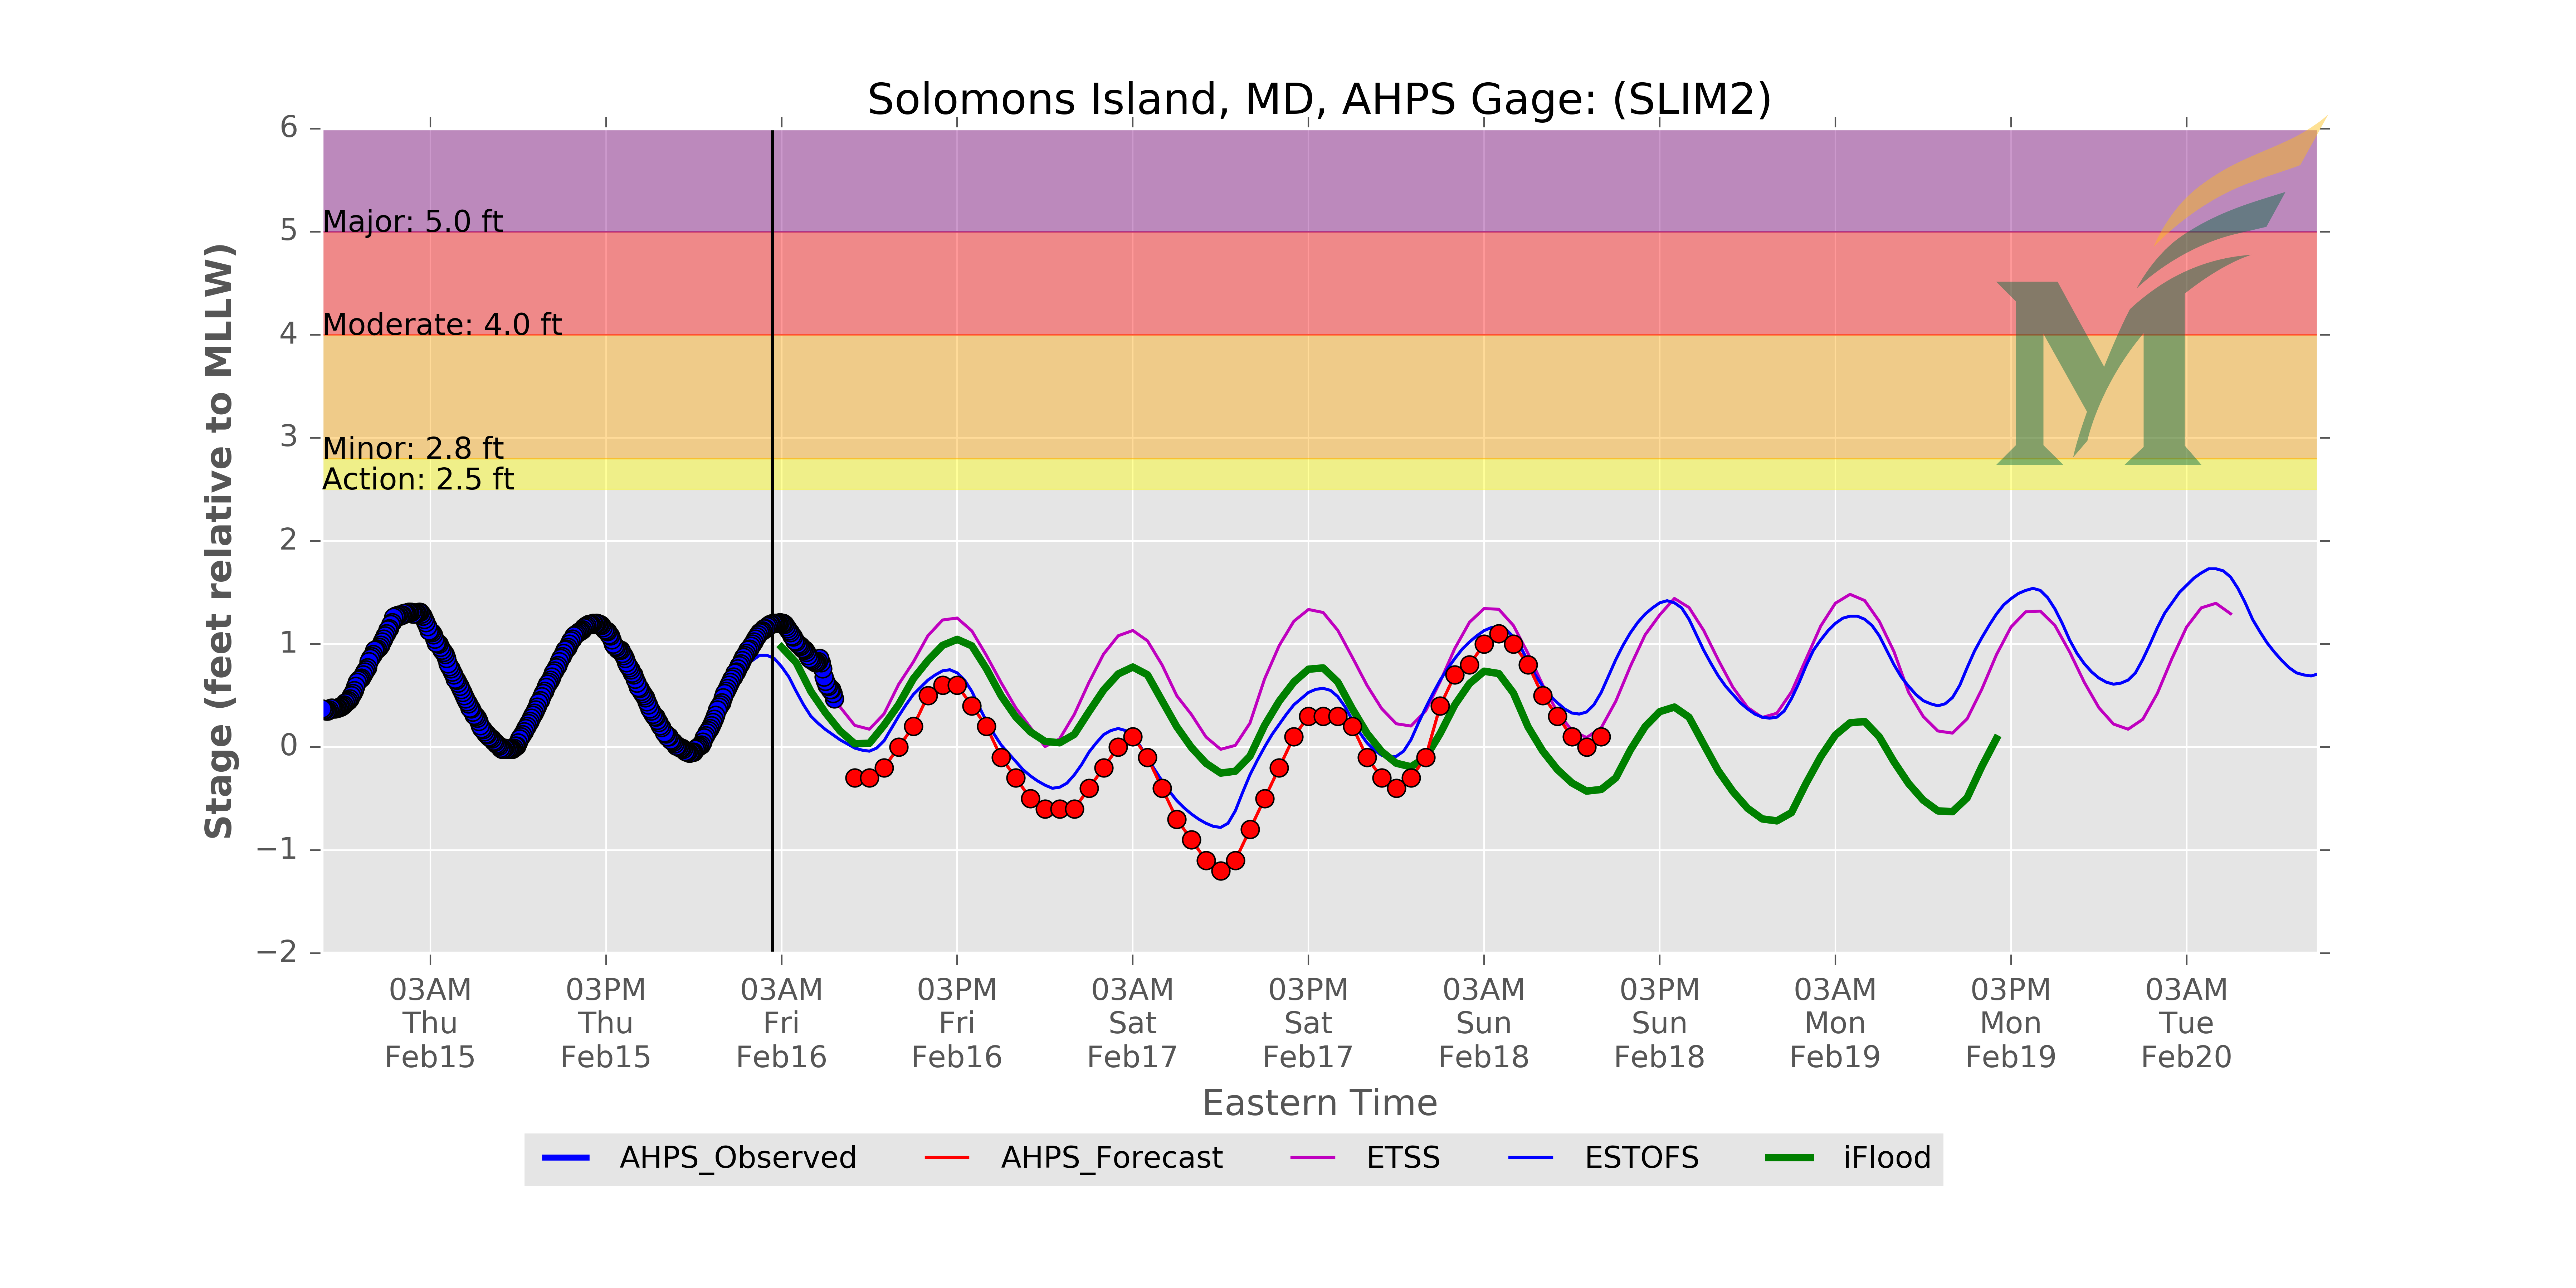 Solomons Island, MD, AHPS Gage: (SLIM2)
Stage (feet relative to MLLW)
6
5
4
3
2
1
0
−1
−2
Major: 5.0 ft
Moderate: 4.0 ft
Minor: 2.8 ft
Action: 2.5 ft
M
03AM 03PM 03AM 03PM 03AM 03PM 03AM 03PM 03AM 03PM 03AM
Thu Thu Fri Fri Sat Sat Sun Sun Mon Mon Tue
Feb15 Feb15 Feb16 Feb16 Feb17 Feb17 Feb18 Feb18 Feb19 Feb19 Feb20
Eastern Time
AHPS_Observed AHPS_Forecast ETSS ESTOFS iFlood